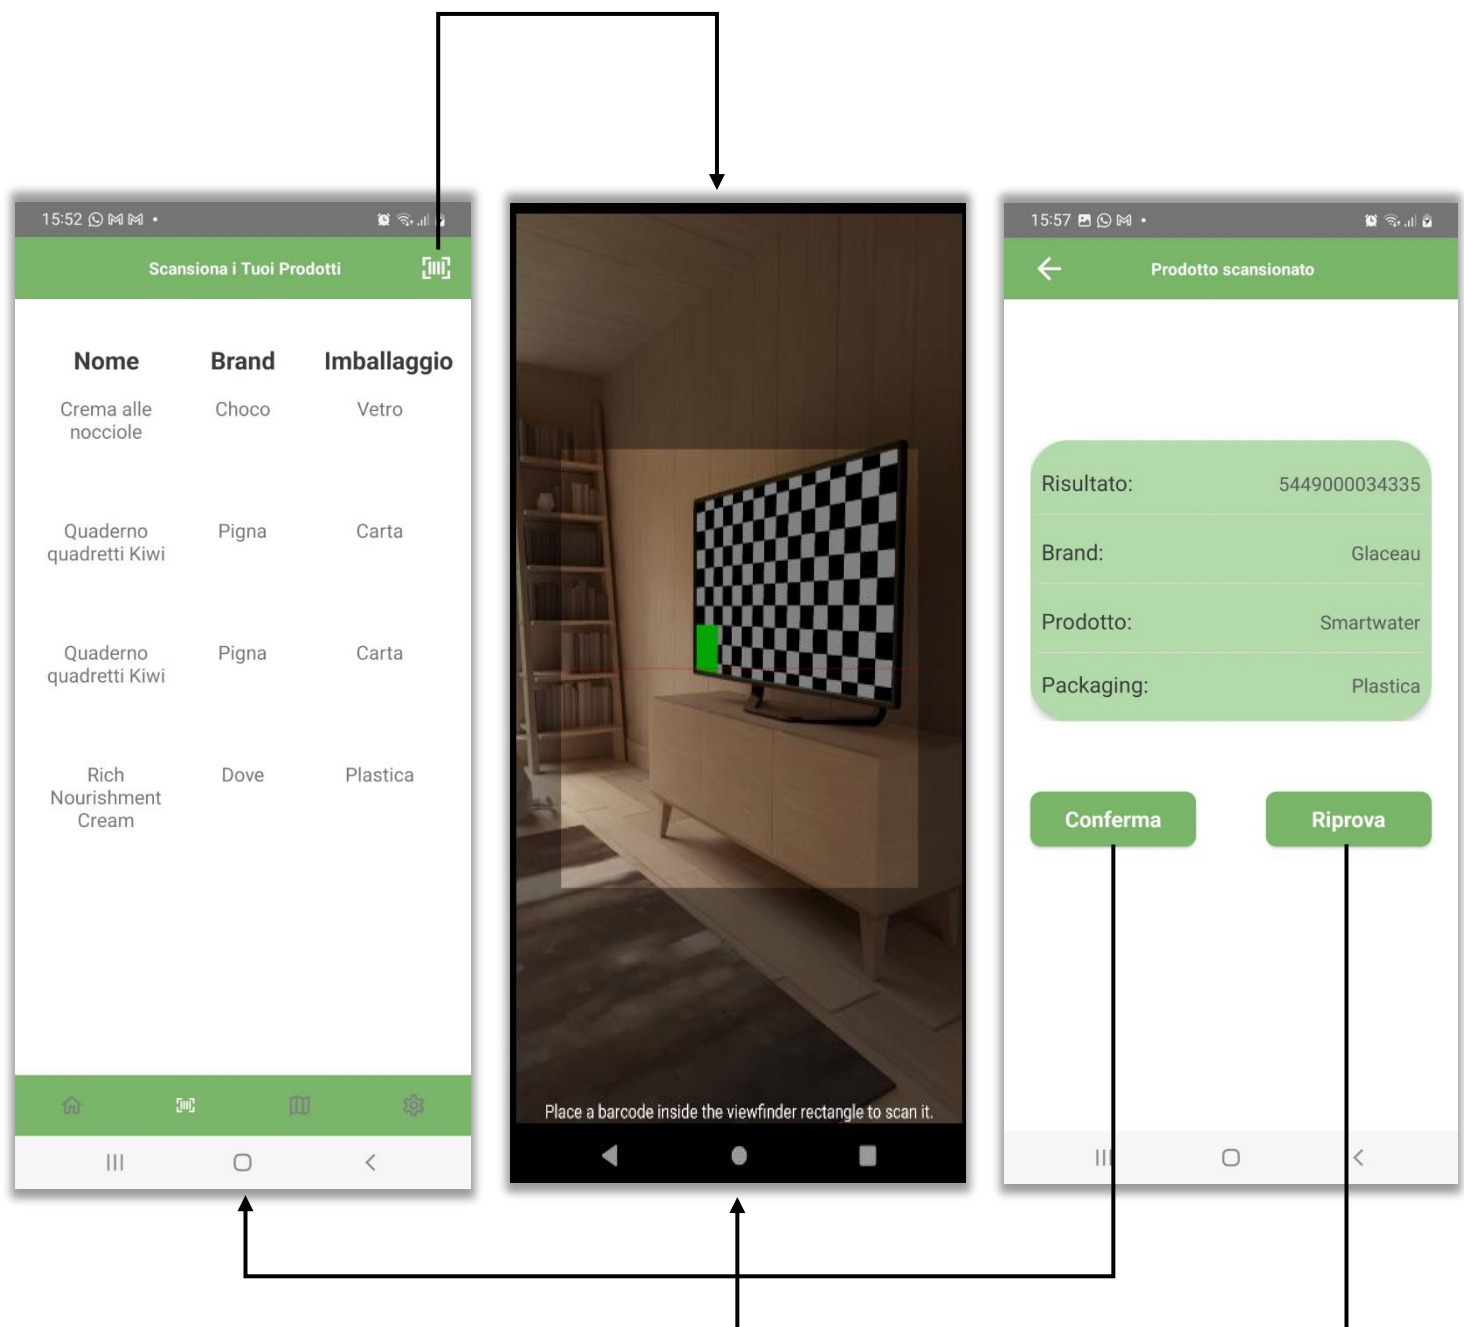 15:52
Scansiona i Tuoi Prodotti
Nome Brand Imballaggio
Crema alle
nocciole
Choco
Vetro
Quaderno
quadretti Kiwi
Pigna
Carta
Quaderno
quadretti Kiwi
Pigna
Carta
Rich
Nourishment
Cream
Dove
Plastica
Place a barcode inside the viewfinder rectangle to scan it.
15:57
Prodotto scansionato
Risultato: 5449000034335
Brand: Glaceau
Prodotto: Smartwater
Packaging: Plastica
Conferma
Riprova